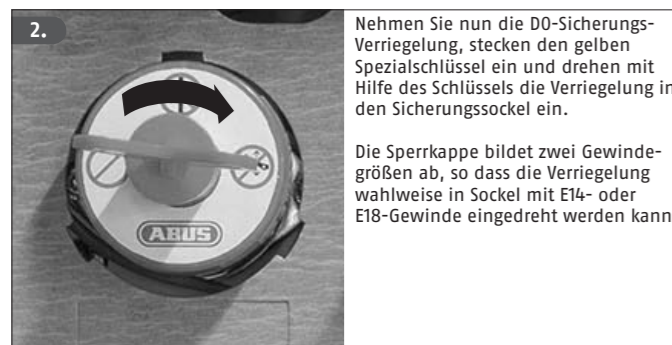 2.
ABUS
Nehmen Sie nun die D0-Sicherungs-
Verriegelung, stecken den gelben
Spezialschlüssel ein und drehen mit
Hilfe des Schlüssels die Verriegelung in
den Sicherungssockel ein.
Die Sperrkappe bildet zwei Gewinde-
größen ab, so dass die Verriegelung
wahlweise in Sockel mit E14- oder
E18-Gewinde eingedreht werden kann